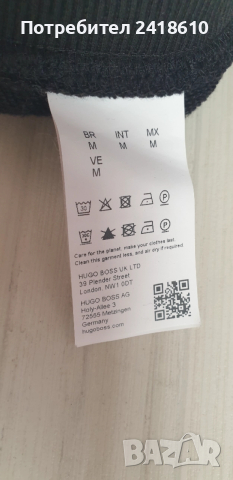 Потребител 2418610
BR INT MX
M M M
VE
M
Care for the planet: make your clothes last.
Clean this garment less, and air dry if required.
HUGO BOSS UK LTD
39 Plender Street
London, NW1 0DT
HUGO BOSS AG
Holy-Allee 3
72555 Metzingen
Germany
hugoboss.com
bazar